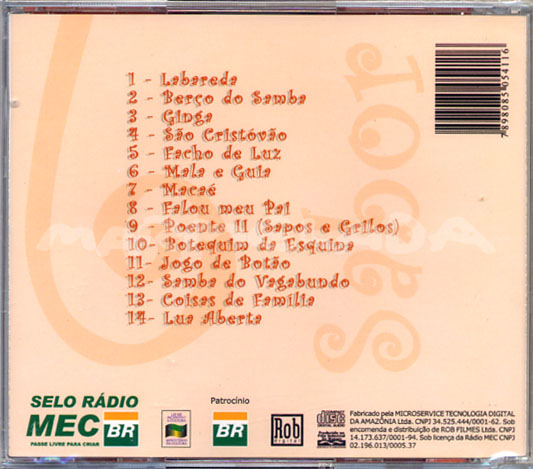 1 - Labareda
2 - Berço do Samba
3 - Ginga
4 - São Cristóvão
5 - Facho de Luz
6 - Mala e Guia
7 - Macaé
8 - Falou meu Pai
9 - Poente II (Sapos e Grilos)
10- Botequim da Esquina
11- Jogo de Botão
12- Samba do Vagabundo
13- Coisas de Família
14- Lua Aberta
Sabor
7898085054116
SELO RÁDIO
MEC BR
PASSE LIVRE PARA CRIAR
Patrocínio
BR
Rob
digital
Fabricado pela MICROSERVICE TECNOLOGIA DIGITAL
DA AMAZÔNIA Ltda. CNPJ 34.525.444/0001-62. Sob
encomenda e distribuição de ROB FILMES Ltda. CNPJ
14.173.637/0001-94. Sob licença da Rádio MEC CNPJ
02.196.013/0005.37